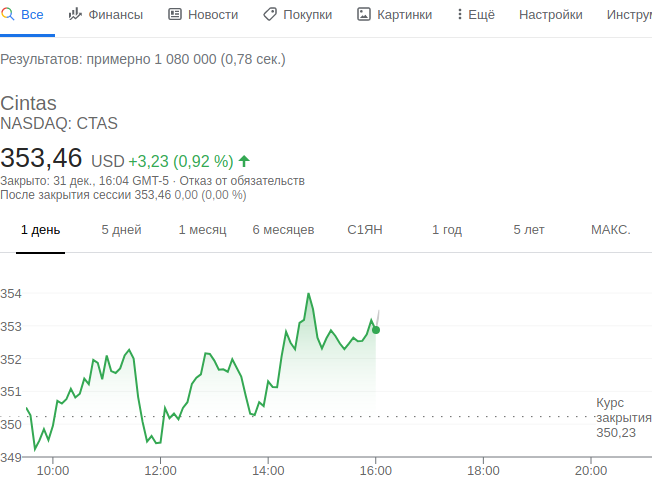 Все Финансы Новости Покупки Картинки Ещё Настройки Инструм
Результатов: примерно 1 080 000 (0,78 сек.)
Cintas
NASDAQ: CTAS
353,46 USD +3,23 (0,92 %)
Закрыто: 31 дек., 16:04 GMT-5 · Отказ от обязательств
После закрытия сессии 353,46 0,00 (0,00 %)
1 день 5 дней 1 месяц 6 месяцев С1ЯН 1 год 5 лет МАКС.
354
353
352
351
Курс
закрытия
350,23
350
349
10:00 12:00 14:00 16:00 18:00 20:00